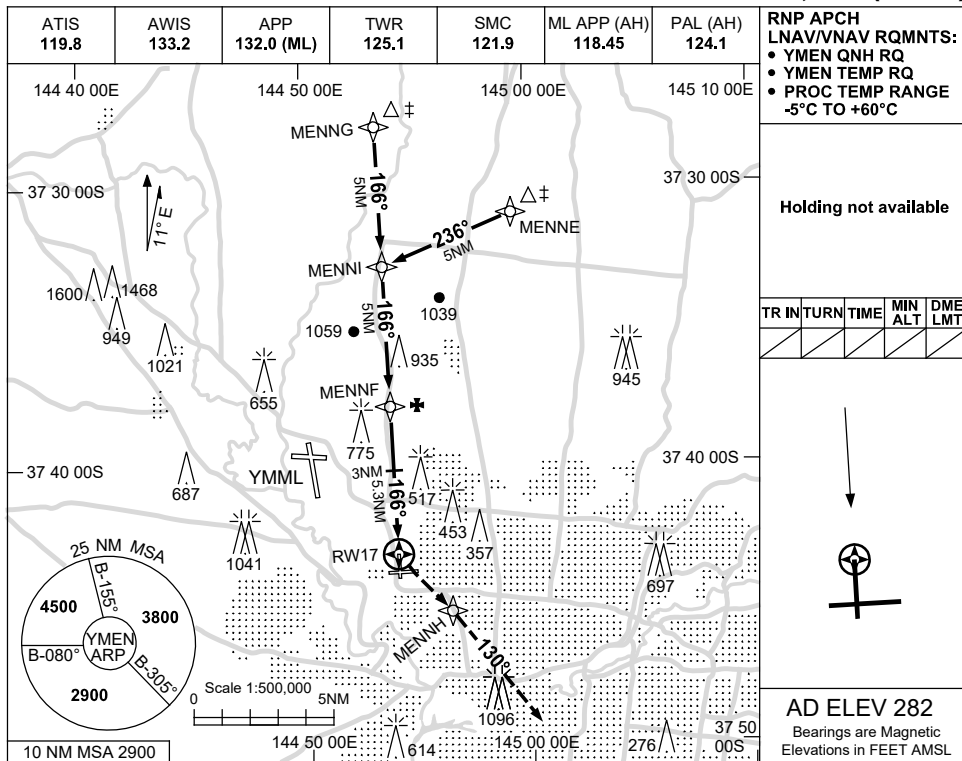 ATIS
119.8
AWIS
133.2
APP
132.0 (ML)
TWR
125.1
SMC
121.9
ML APP (AH)
118.45
PAL (AH)
124.1
RNP APCH
LNAV/VNAV RQMNTS:
• YMEN QNH RQ
• YMEN TEMP RQ
• PROC TEMP RANGE
-5°C TO +60°C
144 40 00E
144 50 00E
145 00 00E
145 10 00E
MENNG
‡
37 30 00S
37 30 00S
166°
5NM
‡
MENNE
236°
5NM
11° E
MENNI
Holding not available
1600
1468
949
1021
1039
1059
166°
5NM
935
945
655
TR IN
TURN
TIME
MIN
ALT
DME
LMT
MENNF
775
37 40 00S
37 40 00S
687
YMML
3NM
5.3NM
166°
517
453
357
1041
RW17
697
25 NM MSA
B-155°
4500
3800
YMEN
ARP
B-080°
B-305°
2900
MENNH
130°
Scale 1:500,000
0
5NM
1096
614
276
37 50
00S
144 50 00E
145 00 00E
10 NM MSA 2900
AD ELEV 282
Bearings are Magnetic
Elevations in FEET AMSL